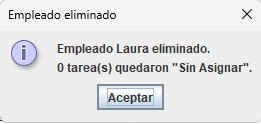 Empleado eliminado
Empleado Laura eliminado.
0 tarea(s) quedaron "Sin Asignar".
Aceptar